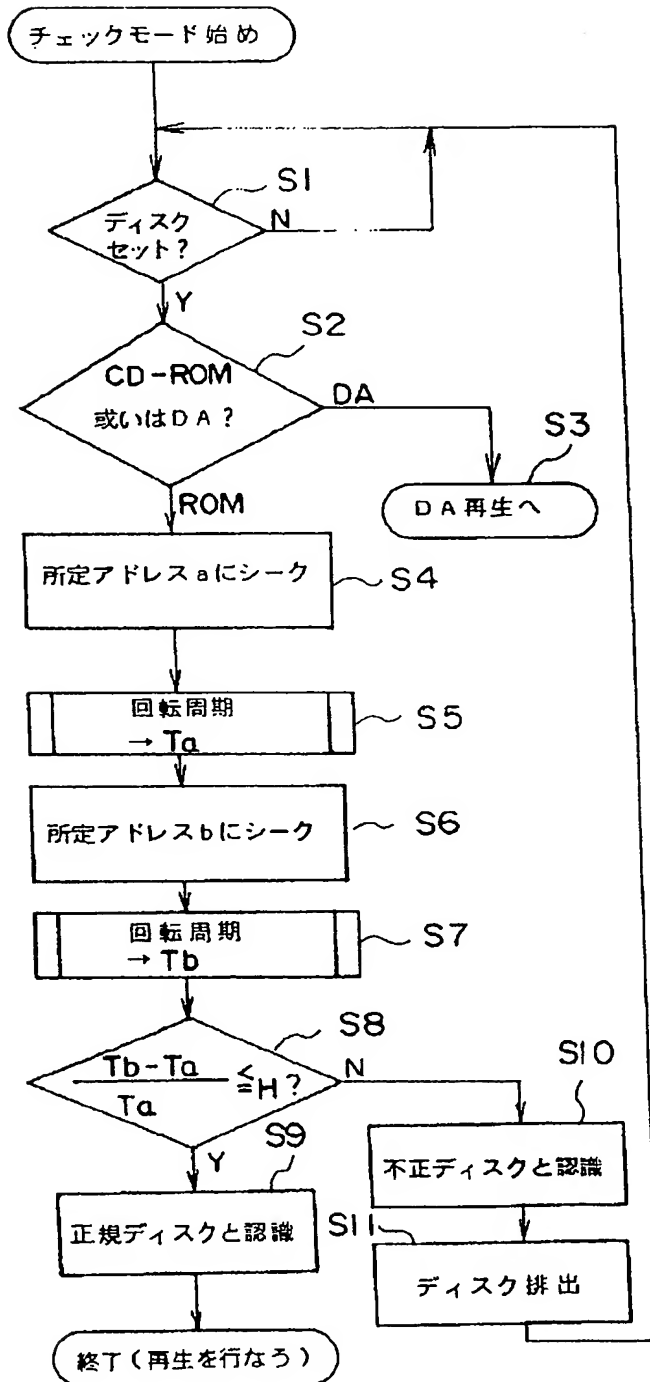 チェックモード始め
S1
ディスク
セット?
N
Y
S2
CD-ROM
或いはDA?
DA
S3
DA再生へ
ROM
所定アドレスaにシーク
S4
回転周期
→ Ta
S5
所定アドレスbにシーク
S6
回転周期
→ Tb
S7
S8
Tb-Ta
Ta
≦H?
N
S10
Y
S9
不正ディスクと認識
正規ディスクと認識
S11
ディスク排出
終了(再生を行なろ)